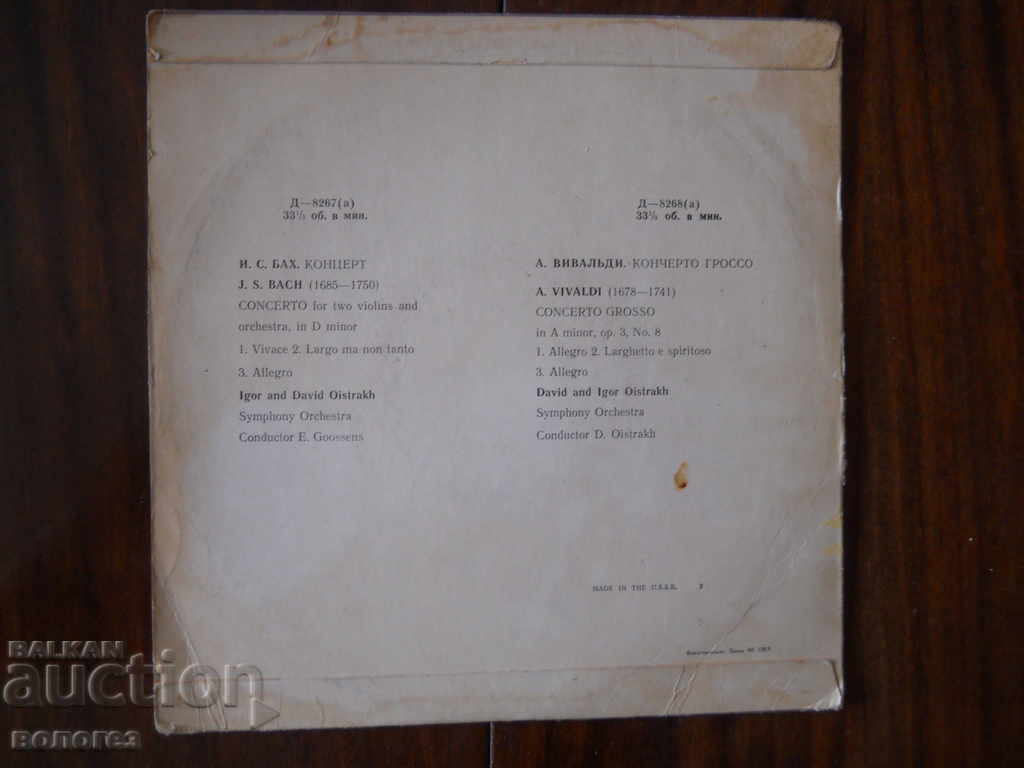 Д—8267(а)
33⅓ об. в мин.
И. С. БАХ. КОНЦЕРТ
J. S. BACH (1685—1750)
CONCERTO for two violins and
orchestra, in D minor
1. Vivace 2. Largo ma non tanto
3. Allegro
Igor and David Oistrakh
Symphony Orchestra
Conductor E. Goossens
Д—8268(а)
33⅓ об. в мин.
А. ВИВАЛЬДИ. КОНЧЕРТО ГРОССО
A. VIVALDI (1678—1741)
CONCERTO GROSSO
in A minor, op. 3, No. 8
1. Allegro 2. Larghetto e spiritoso
3. Allegro
David and Igor Oistrakh
Symphony Orchestra
Conductor D. Oistrakh
MADE IN THE U.S.S.R.
BALKAN
auction
вологез